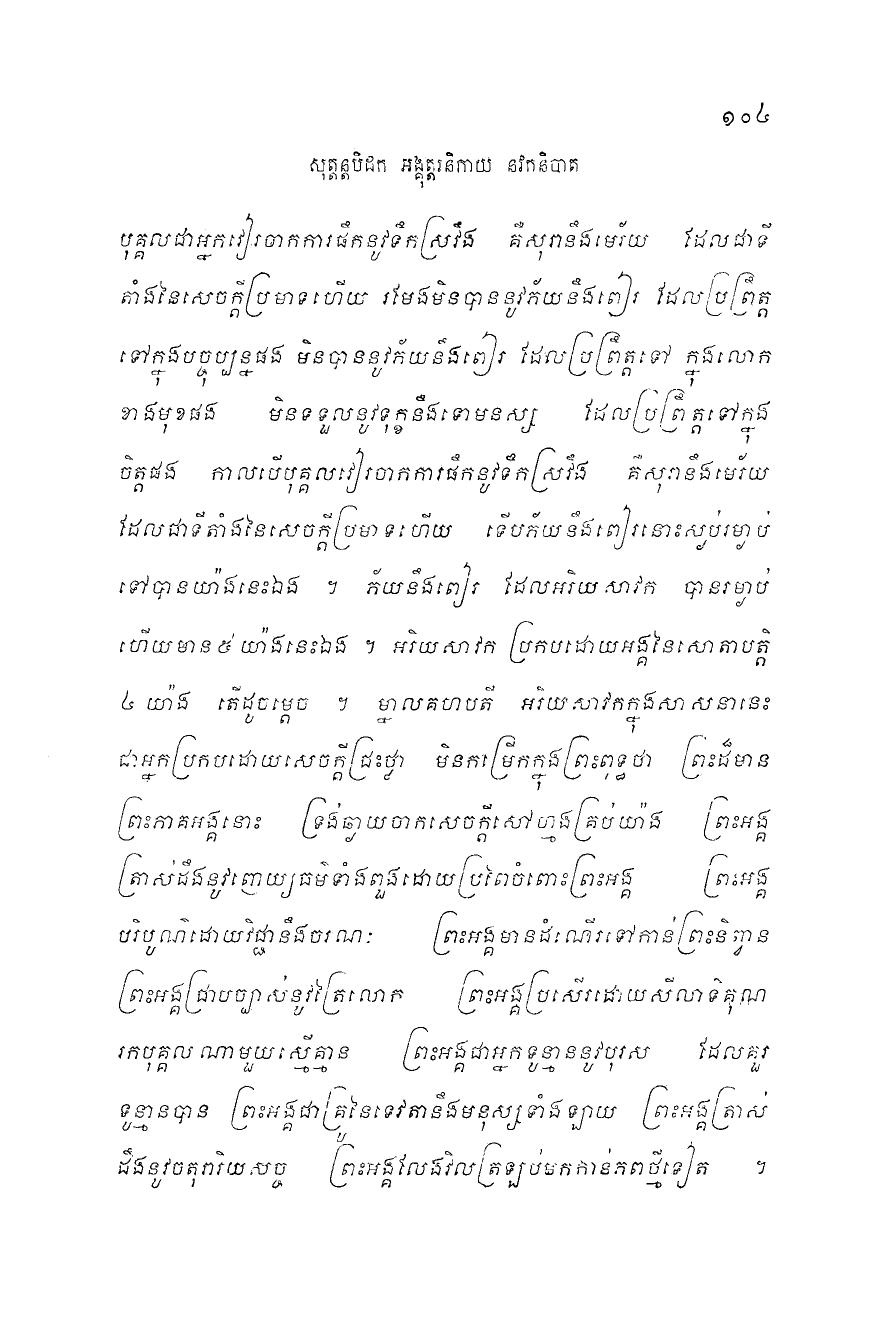 ១០៤
សុត្តន្តបិដក អង្គុត្តរនិកាយ នវកនិបាត
បុគ្គលជាអ្នកវៀរចាកការផឹកនូវទឹកស្រវឹង គឺសុរានឹងមេរ័យ ដែលជាទី
តាំងនៃសេចក្តីប្រមាទហើយ រមែងមិនបាននូវភ័យនឹងពៀរ ដែលប្រព្រឹត្ត
ទៅក្នុងបច្ចុប្បន្នផង មិនបាននូវភ័យនឹងពៀរ ដែលប្រព្រឹត្តទៅ ក្នុងលោក
ខាងមុខផង មិនទទួលនូវទុក្ខនឹងទោមនស្ស ដែលប្រព្រឹត្តទៅក្នុង
ចិត្តផង កាលបើបុគ្គលវៀរចាកការផឹកនូវទឹកស្រវឹង គឺសុរានឹងមេរ័យ
ដែលជាទីតាំងនៃសេចក្តីប្រមាទហើយ ទើបភ័យនឹងពៀរនោះស្ងប់រម្ងាប់
ទៅបានយ៉ាងនេះឯង ។ ភ័យនឹងពៀរ ដែលអរិយសាវក បានរម្ងាប់
ហើយមាន៥យ៉ាងនេះឯង ។ អរិយសាវក ប្រកបដោយអង្គនៃសោតាបត្តិ
៤ យ៉ាង តើដូចម្តេច ។ ម្នាលគហបតី អរិយសាវកក្នុងសាសនានេះ
ជាអ្នកប្រកបដោយសេចក្តីជ្រះថ្លា មិនកម្រើកក្នុងព្រះពុទ្ធថា ព្រះដ៏មាន
ព្រះភាគអង្គនោះ ទ្រង់ឆ្ងាយចាកសេចក្តីសៅហ្មងគ្រប់យ៉ាង ព្រះអង្គ
ត្រាស់ដឹងនូវញេយ្យធម៌ទាំងពួងដោយប្រពៃចំពោះព្រះអង្គ ព្រះអង្គ
បរិបូណ៌ដោយវិជ្ជានឹងចរណៈ ព្រះអង្គមានដំណើរទៅកាន់ព្រះនិព្វាន
ព្រះអង្គជ្រាបច្បាស់នូវត្រៃលោក ព្រះអង្គប្រសើរដោយសីលាទិគុណ
រកបុគ្គលណាមួយស្មើគ្មាន ព្រះអង្គជាអ្នកទូន្មាននូវបុរស ដែលគួរ
ទូន្មានបាន ព្រះអង្គជាគ្រូនៃទេវតានឹងមនុស្សទាំងឡាយ ព្រះអង្គត្រាស់
ដឹងនូវចតុរារិយសច្ច ព្រះអង្គលែងវិលត្រឡប់មកកាន់ភពថ្មីទៀត ។